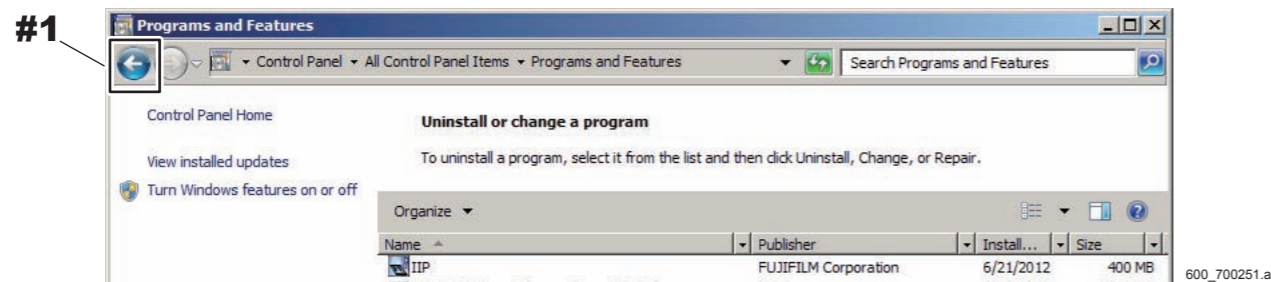 #1
Programs and Features
Control Panel All Control Panel Items Programs and Features Search Programs and Features
Control Panel Home
Uninstall or change a program
View installed updates
To uninstall a program, select it from the list and then click Uninstall, Change, or Repair.
Turn Windows features on or off
Organize
Name Publisher Install... Size
IIP FUJIFILM Corporation 6/21/2012 400 MB
600_700251.a